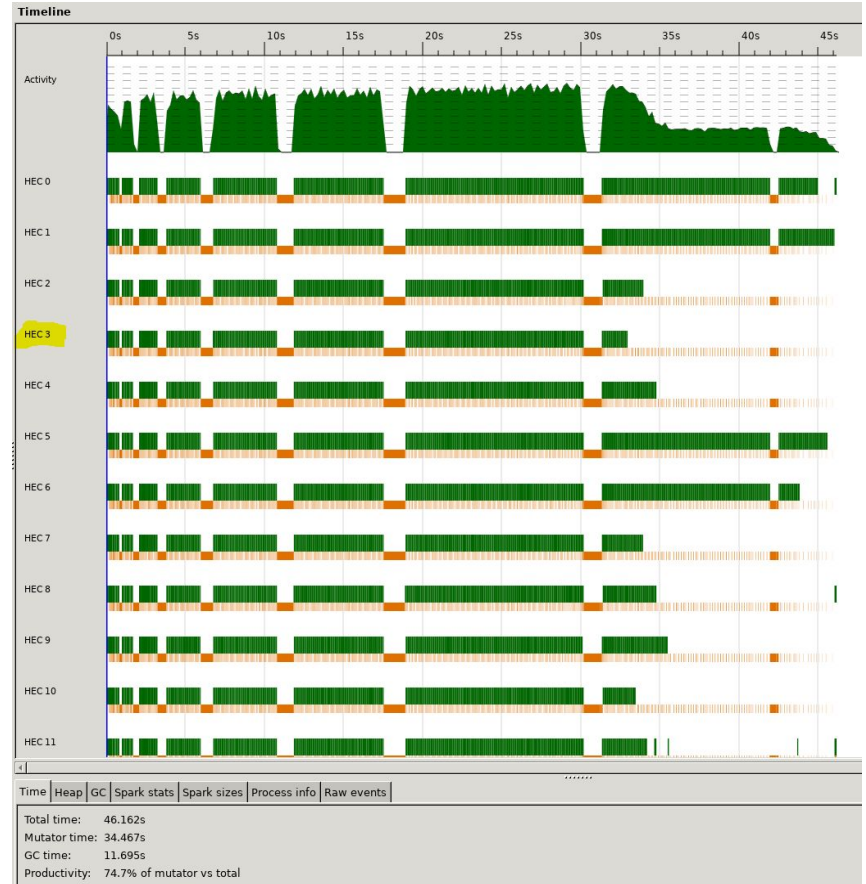 Timeline
0s 5s 10s 15s 20s 25s 30s 35s 40s 45s
Activity
HEC 0
HEC 1
HEC 2
HEC 3
HEC 4
HEC 5
HEC 6
HEC 7
HEC 8
HEC 9
HEC 10
HEC 11
Time Heap GC Spark stats Spark sizes Process info Raw events
Total time: 46.162s
Mutator time: 34.467s
GC time: 11.695s
Productivity: 74.7% of mutator vs total